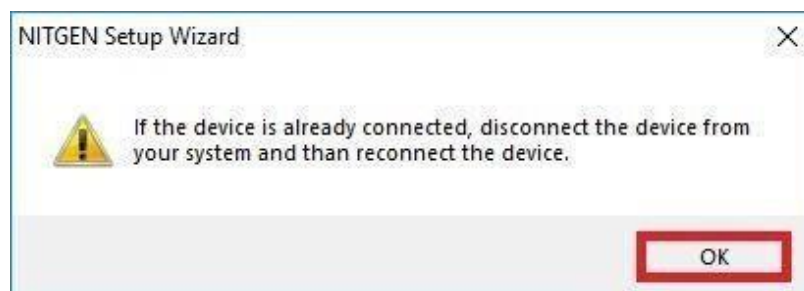 NITGEN Setup Wizard
If the device is already connected, disconnect the device from
your system and than reconnect the device.
OK